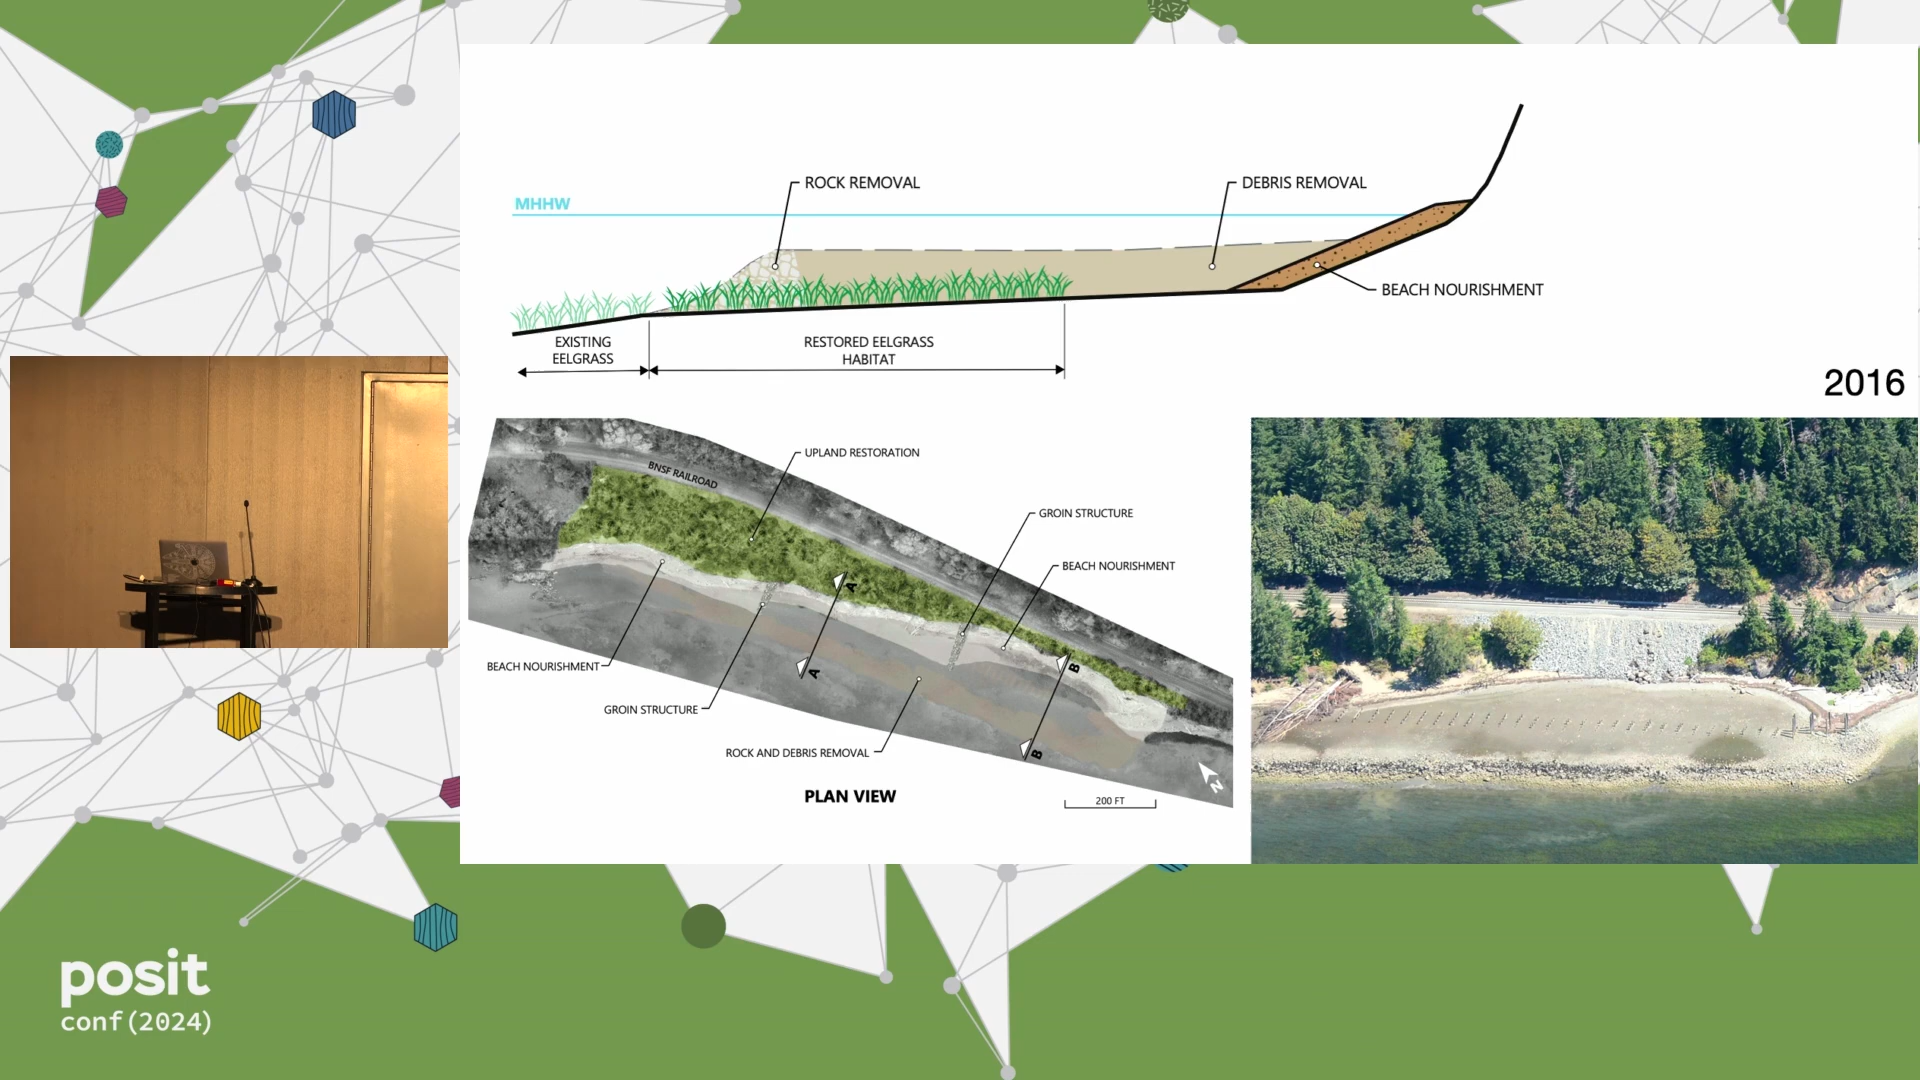 MHHW
ROCK REMOVAL
DEBRIS REMOVAL
BEACH NOURISHMENT
EXISTING
EELGRASS
RESTORED EELGRASS
HABITAT
2016
BNSF RAILROAD
UPLAND RESTORATION
GROIN STRUCTURE
BEACH NOURISHMENT
A
A
B
B
BEACH NOURISHMENT
GROIN STRUCTURE
ROCK AND DEBRIS REMOVAL
PLAN VIEW
200 FT
N
posit
conf(2024)